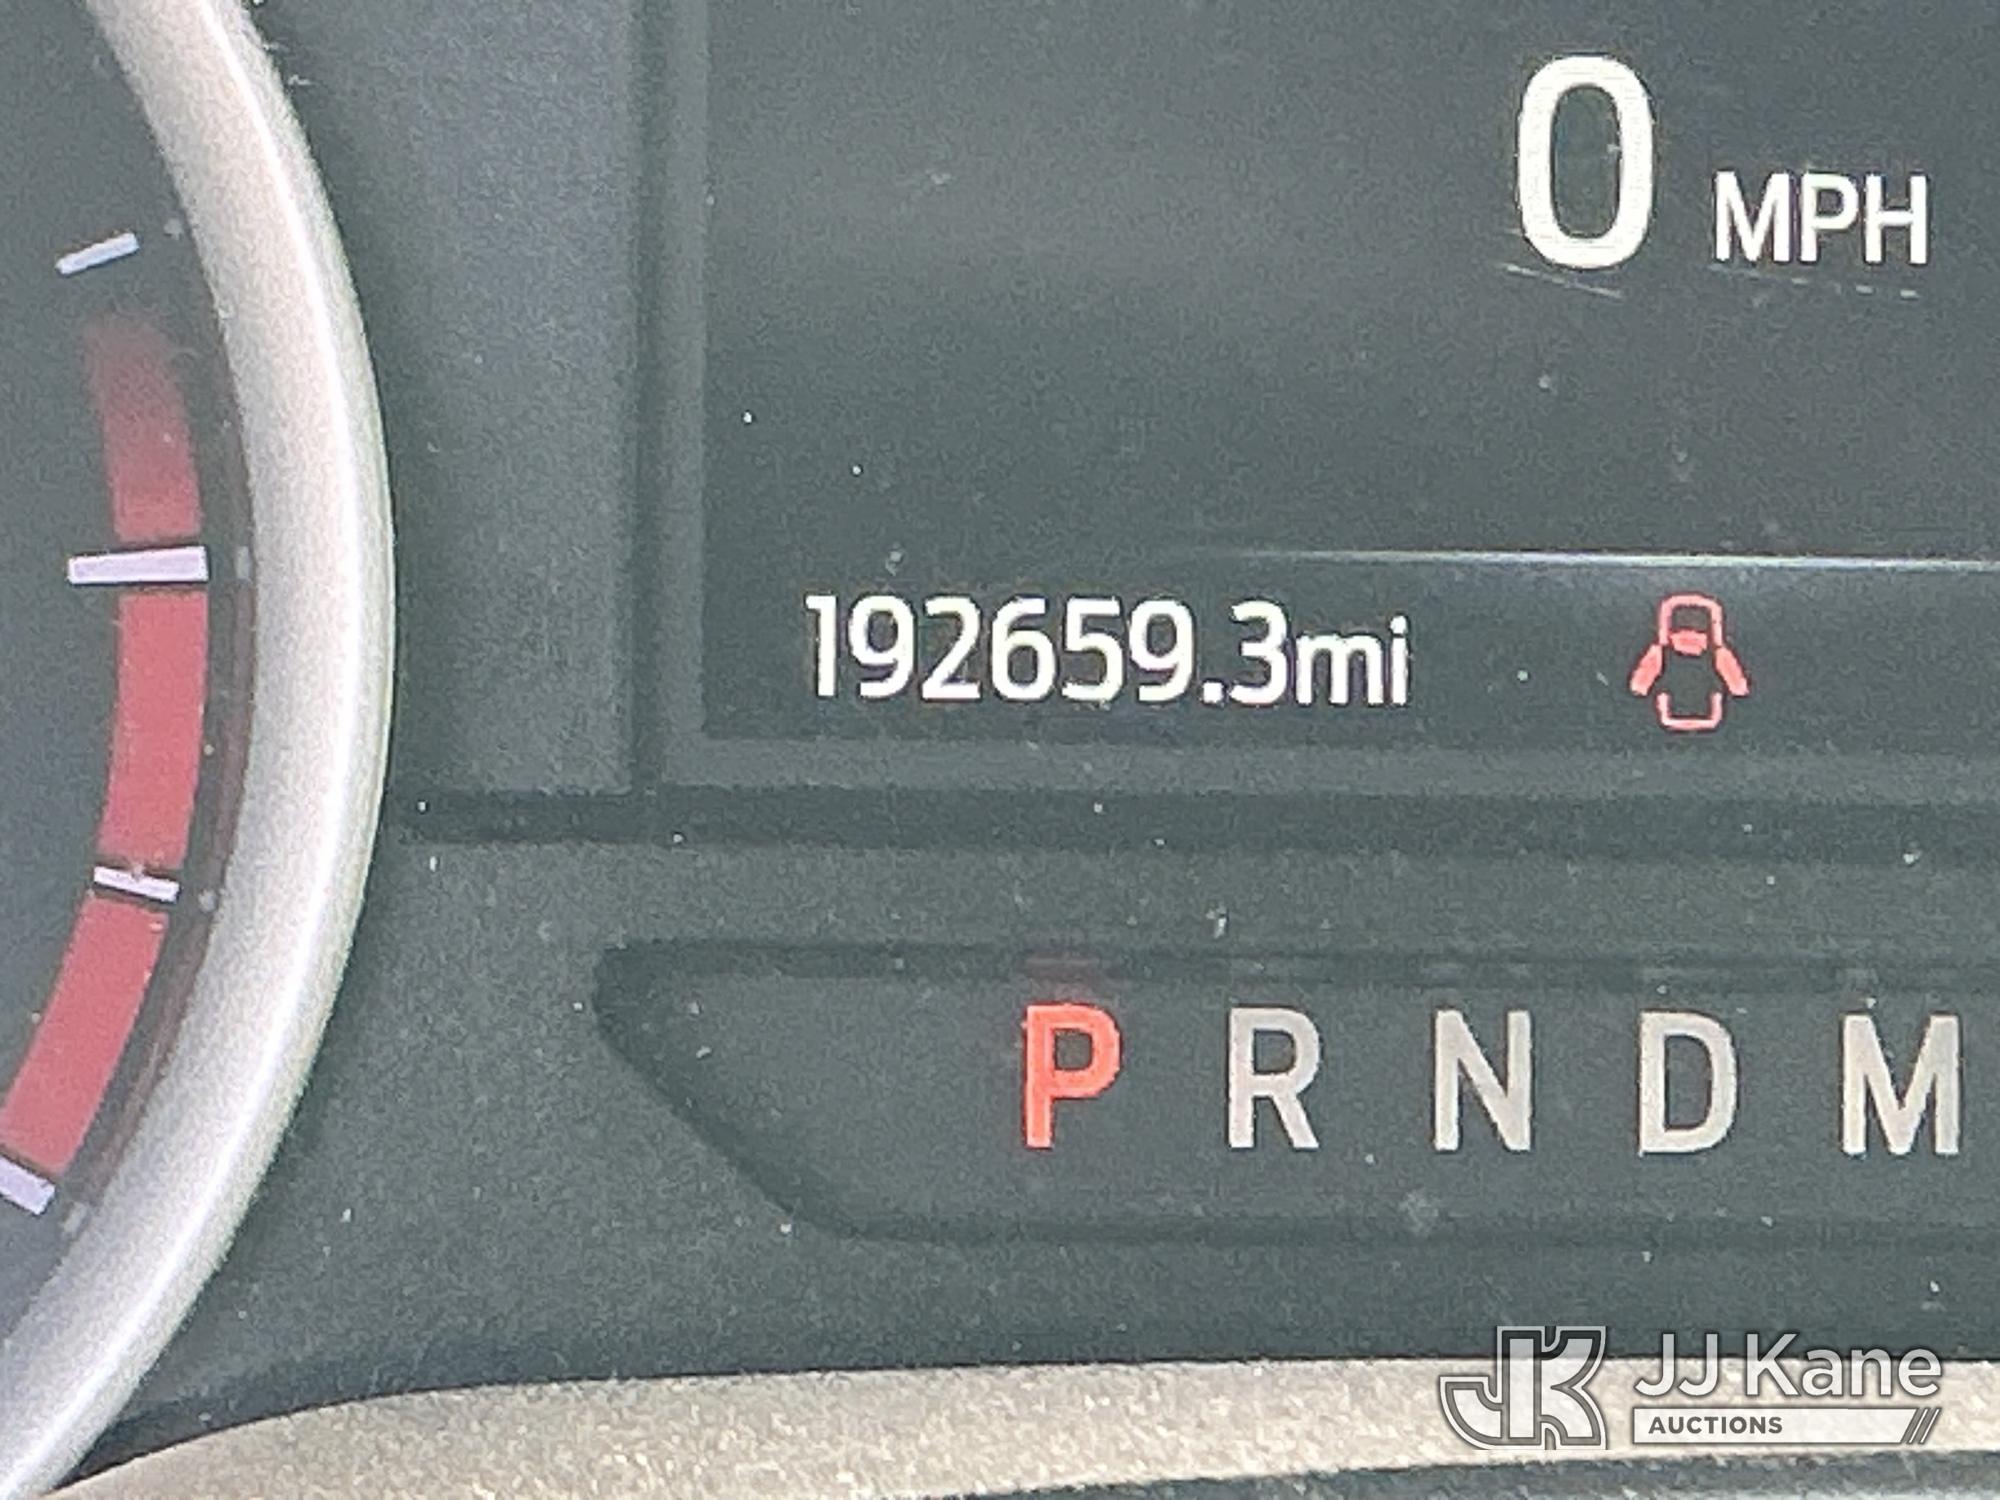 0 MPH
192659.3mi
P R N D M
JJ Kane
AUCTIONS